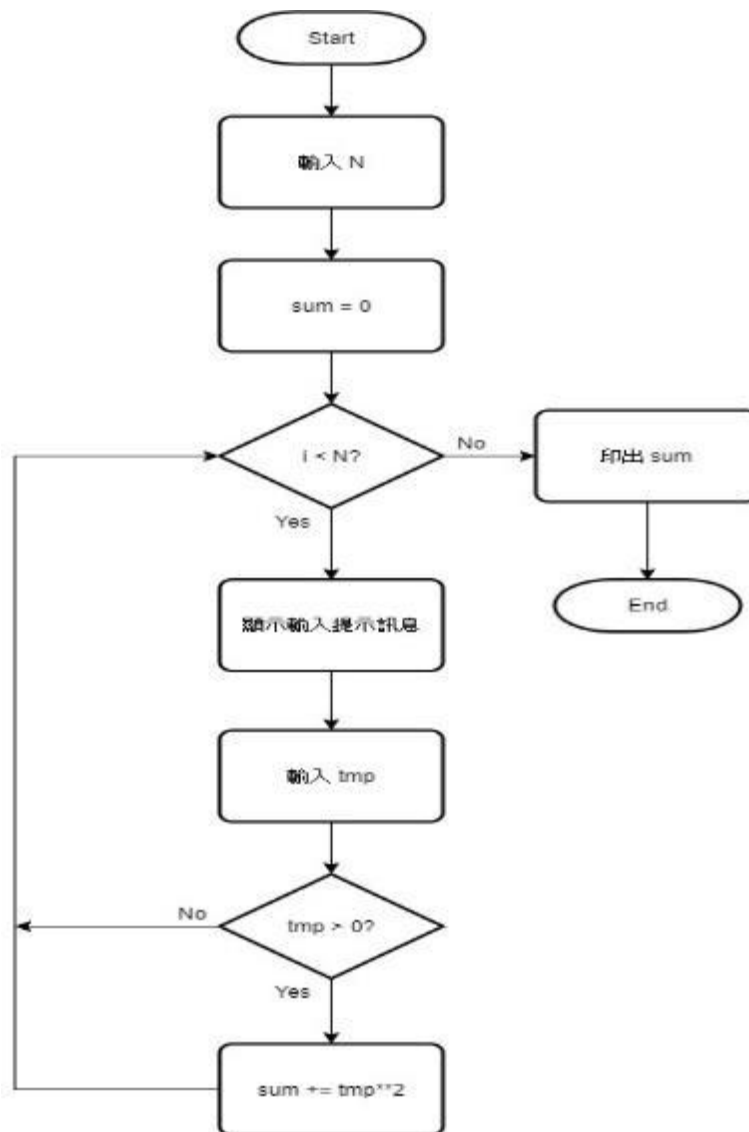 Start
輸入 N
sum = 0
i < N?
No
印出 sum
Yes
End
顯示輸入提示訊息
輸入 tmp
tmp > 0?
No
Yes
sum += tmp**2